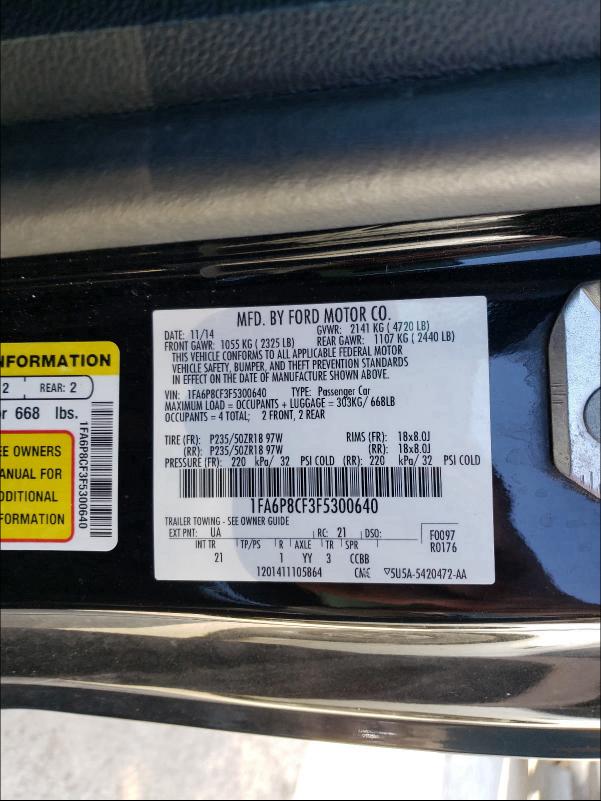 MFD. BY FORD MOTOR CO.
DATE: 11/14 GVWR: 2141 KG ( 4720 LB)
FRONT GAWR: 1055 KG ( 2325 LB) REAR GAWR: 1107 KG ( 2440 LB)
THIS VEHICLE CONFORMS TO ALL APPLICABLE FEDERAL MOTOR
VEHICLE SAFETY, BUMPER, AND THEFT PREVENTION STANDARDS
IN EFFECT ON THE DATE OF MANUFACTURE SHOWN ABOVE.
VIN: 1FA6P8CF3F5300640 TYPE: Passenger Car
MAXIMUM LOAD = OCCUPANTS + LUGGAGE = 303KG/ 668LB
OCCUPANTS = 4 TOTAL; 2 FRONT, 2 REAR
TIRE (FR): P235/50ZR18 97W RIMS (FR): 18x8.0J
(RR): P235/50ZR18 97W (RR): 18x8.0J
PRESSURE (FR): 220 kPa/ 32 PSI COLD (RR): 220 kPa/ 32 PSI COLD
1FA6P8CF3F5300640
TRAILER TOWING - SEE OWNER GUIDE
EXT PNT: UA RC: 21 DSO: F0097
R0176
INT TR TP/PS R AXLE TR SPR
21 1 YY 3 CCBB
1201411105864 ▽5U5A-5420472-AA
NFORMATION
2 REAR: 2
or 668 lbs.
EE OWNERS
ANUAL FOR
DDITIONAL
FORMATION
1FA6P8CF3F5300640